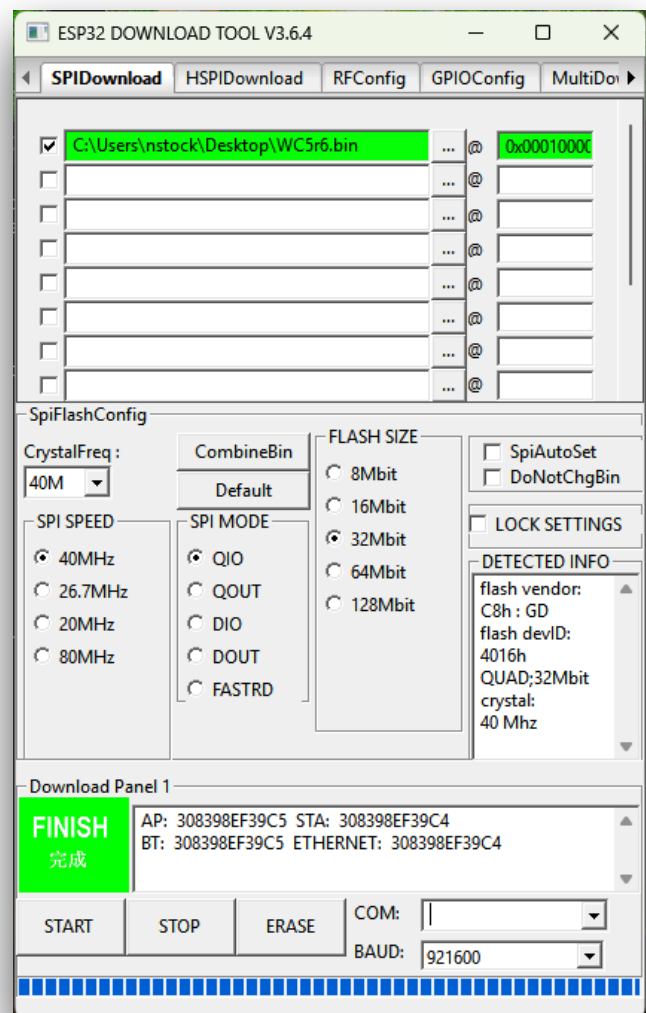 ESP32 DOWNLOAD TOOL V3.6.4
SPIDownload HSPIDownload RFConfig GPIOConfig MultiDov
C:\Users\nstock\Desktop\WC5r6.bin ... @ 0x00010000
... @
... @
... @
... @
... @
... @
... @
SpiFlashConfig
CrystalFreq :
40M
CombineBin
Default
SPI SPEED
40MHz
26.7MHz
20MHz
80MHz
SPI MODE
QIO
QOUT
DIO
DOUT
FASTRD
FLASH SIZE
8Mbit
16Mbit
32Mbit
64Mbit
128Mbit
SpiAutoSet
DoNotChgBin
LOCK SETTINGS
DETECTED INFO
flash vendor:
C8h : GD
flash devID:
4016h
QUAD;32Mbit
crystal:
40 Mhz
Download Panel 1
FINISH
完成
AP: 308398EF39C5 STA: 308398EF39C4
BT: 308398EF39C5 ETHERNET: 308398EF39C4
START STOP ERASE
COM:
BAUD: 921600